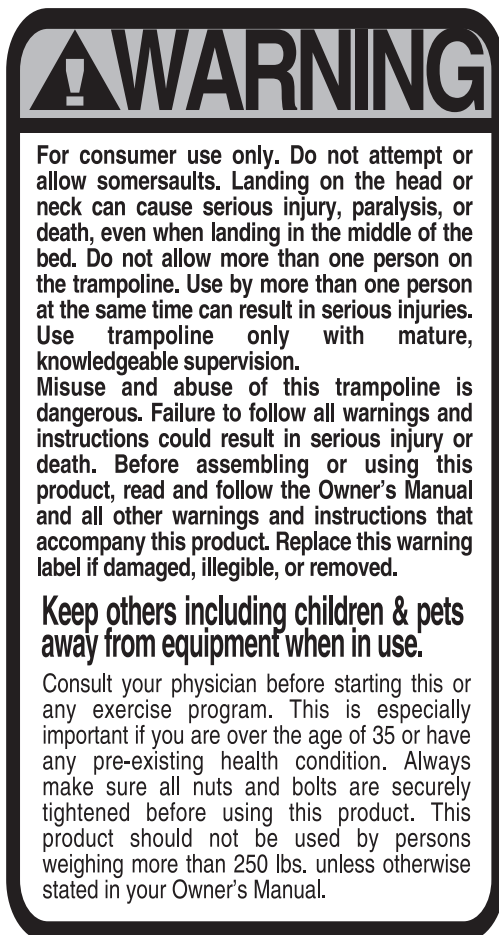 WARNING
For consumer use only. Do not attempt or
allow somersaults. Landing on the head or
neck can cause serious injury, paralysis, or
death, even when landing in the middle of the
bed. Do not allow more than one person on
the trampoline. Use by more than one person
at the same time can result in serious injuries.
Use trampoline only with mature,
knowledgeable supervision.
Misuse and abuse of this trampoline is
dangerous. Failure to follow all warnings and
instructions could result in serious injury or
death. Before assembling or using this
product, read and follow the Owner's Manual
and all other warnings and instructions that
accompany this product. Replace this warning
label if damaged, illegible, or removed.
Keep others including children & pets
away from equipment when in use.
Consult your physician before starting this or
any exercise program. This is especially
important if you are over the age of 35 or have
any pre-existing health condition. Always
make sure all nuts and bolts are securely
tightened before using this product. This
product should not be used by persons
weighing more than 250 lbs. unless otherwise
stated in your Owner's Manual.